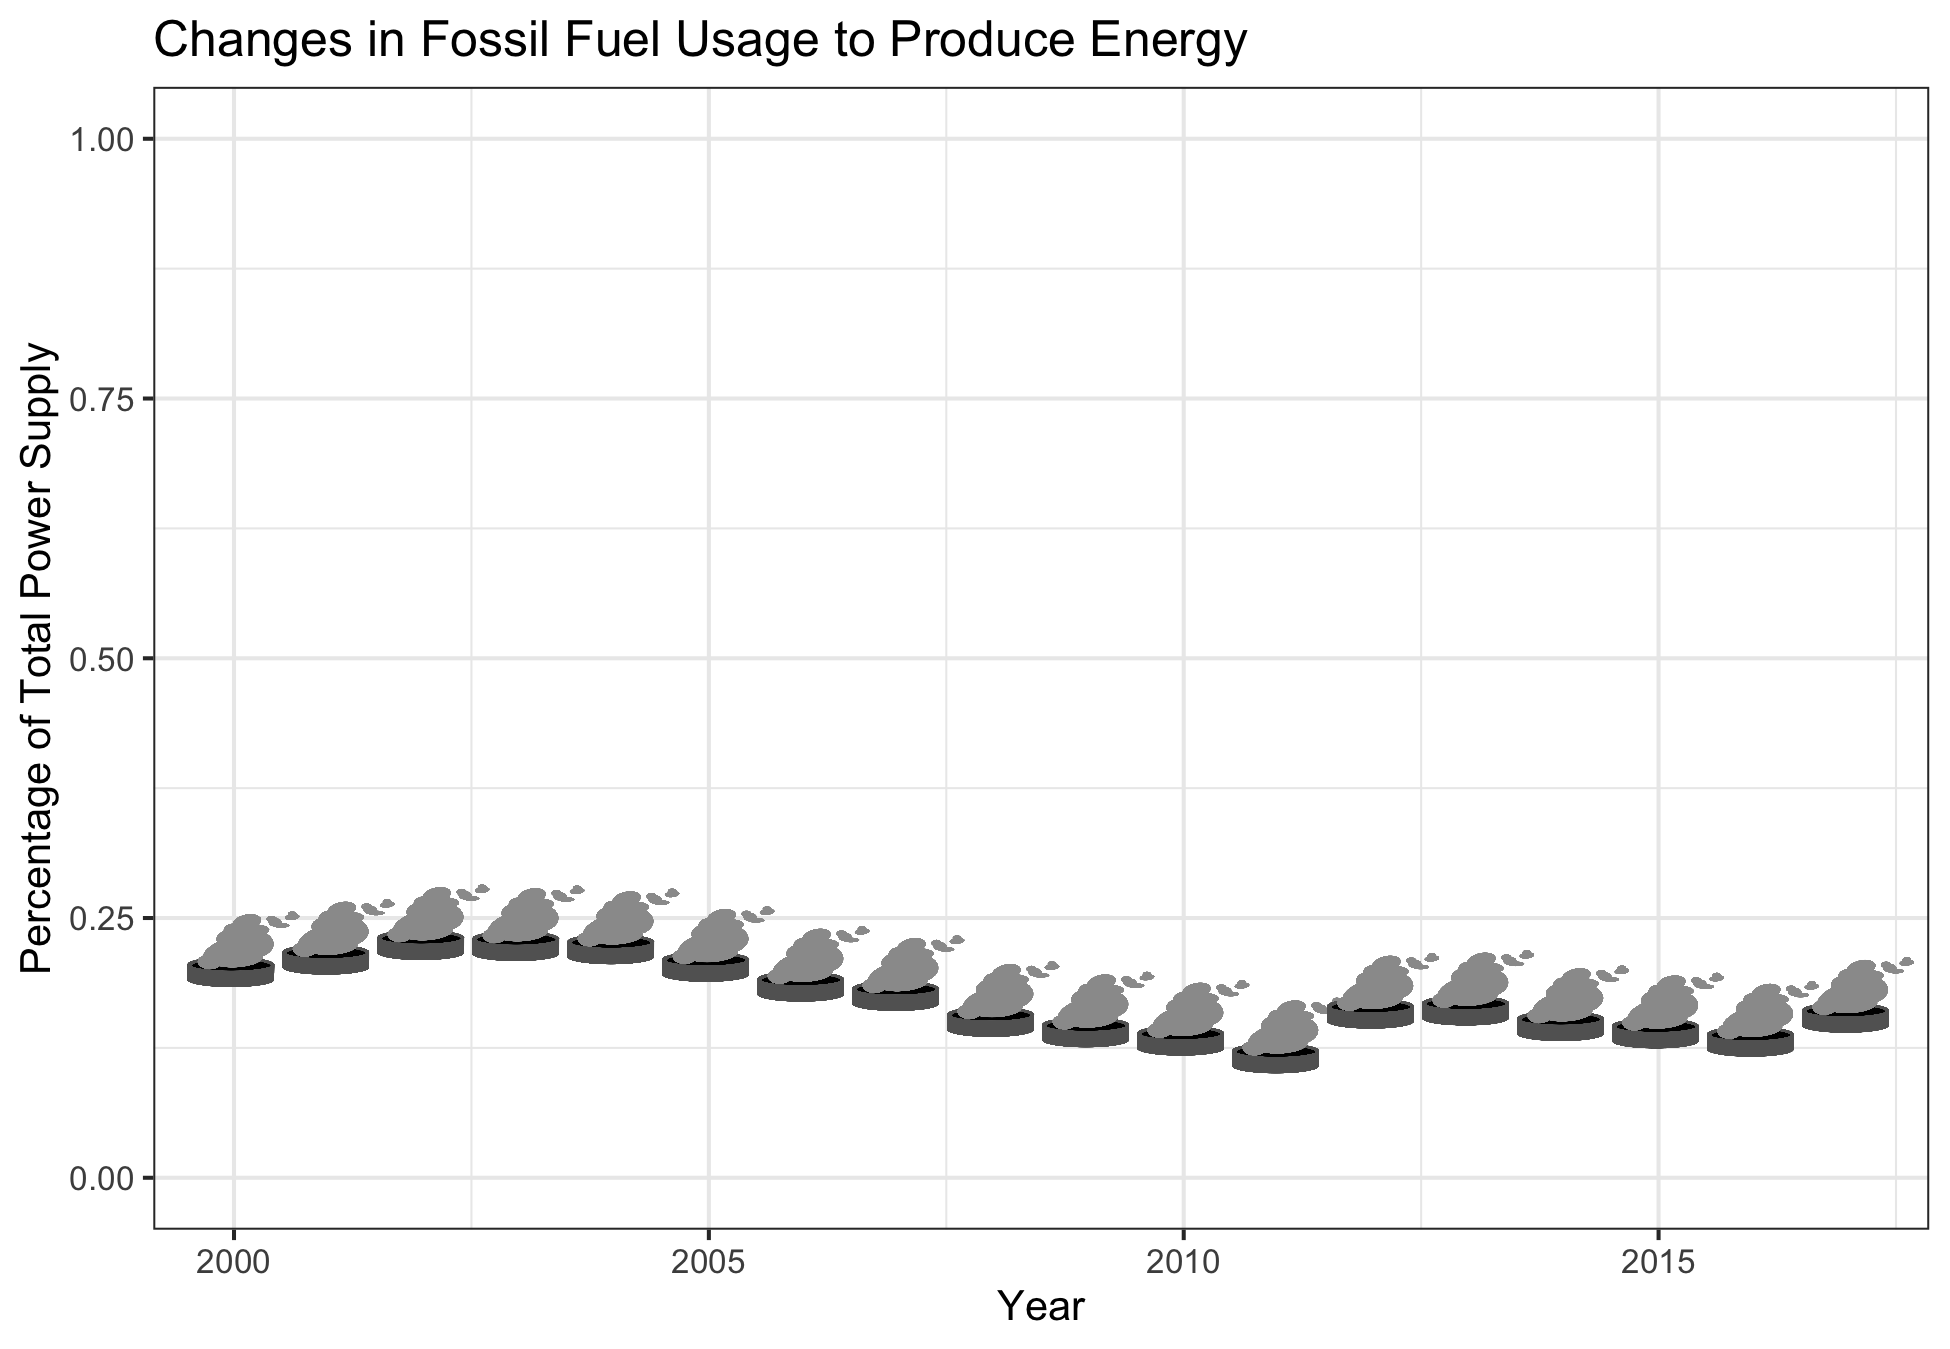 Changes in Fossil Fuel Usage to Produce Energy
Percentage of Total Power Supply
1.00
0.75
0.50
0.25
0.00
2000 2005 2010 2015
Year